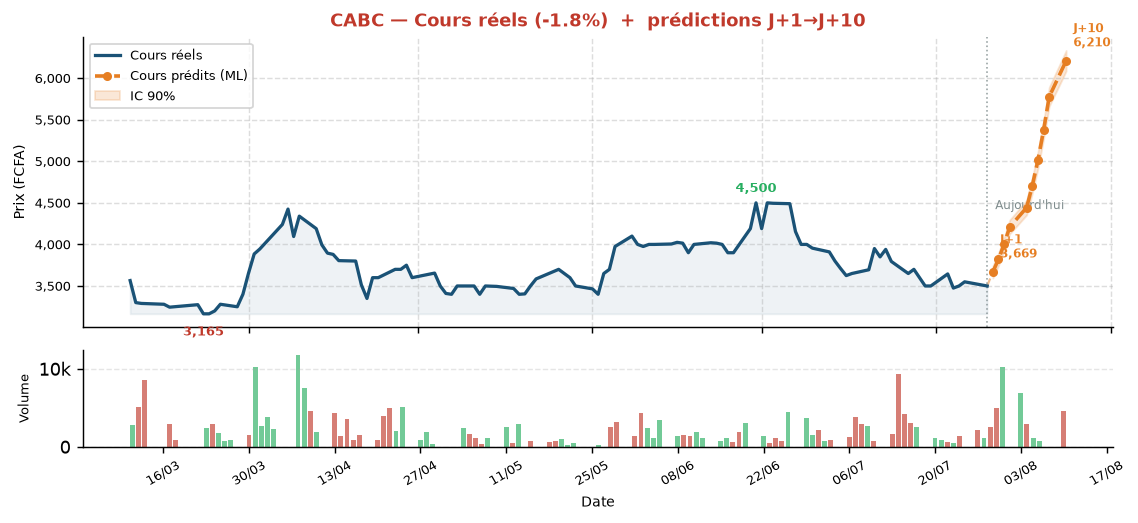 CABC — Cours réels (-1.8%)  +  prédictions J+1→J+10
Cours réels
Cours prédits (ML)
IC 90%
J+10
6,210
Prix (FCFA)
6,000
5,500
5,000
4,500
4,000
3,500
4,500
Aujourd'hui
J+1
3,669
3,165
Volume
10k
0
16/03
30/03
13/04
27/04
11/05
25/05
08/06
22/06
06/07
20/07
03/08
17/08
Date